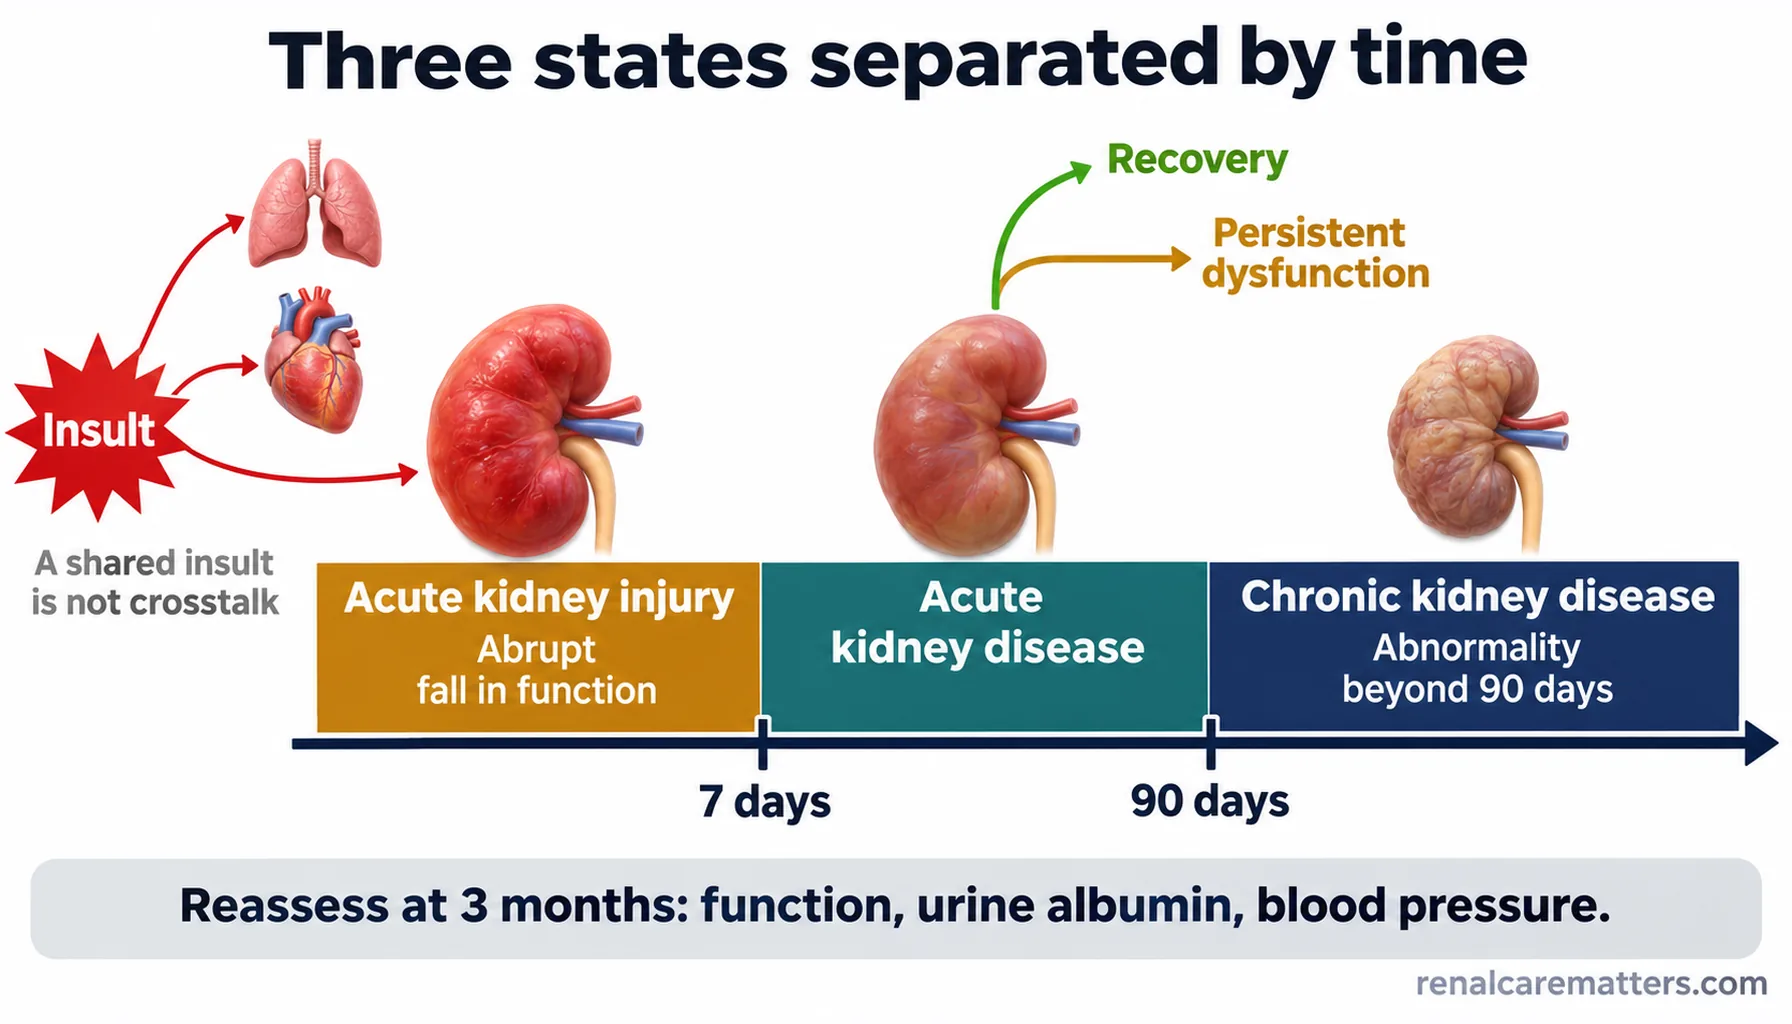 Three states separated by time
Recovery
Persistent
dysfunction
Insult
A shared insult
is not crosstalk
Acute kidney injury
Abrupt
fall in function
Acute
kidney disease
Chronic kidney disease
Abnormality
beyond 90 days
7 days
90 days
Reassess at 3 months: function, urine albumin, blood pressure.
renalcarematters.com